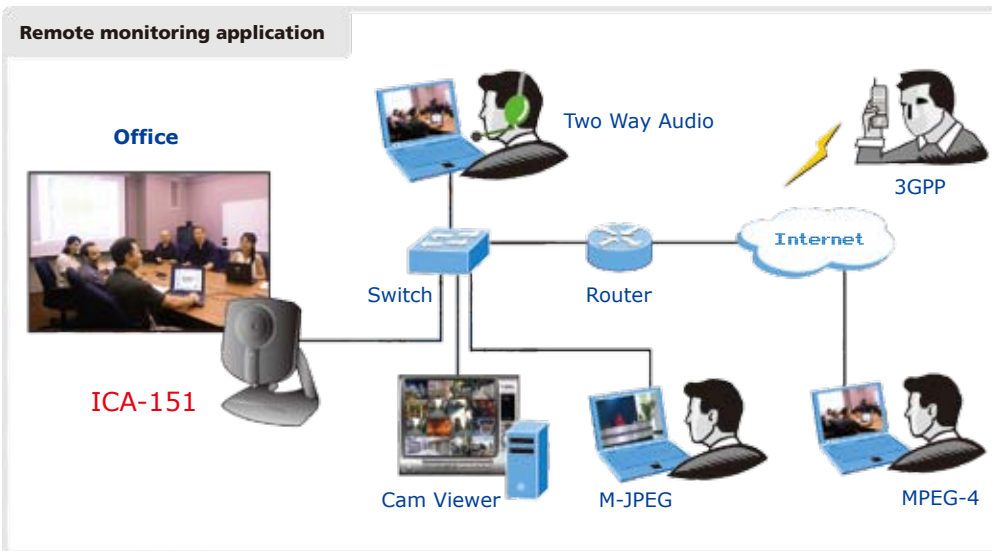 Remote monitoring application
Office
Two Way Audio
3GPP
Internet
Switch
Router
ICA-151
Cam Viewer
M-JPEG
MPEG-4